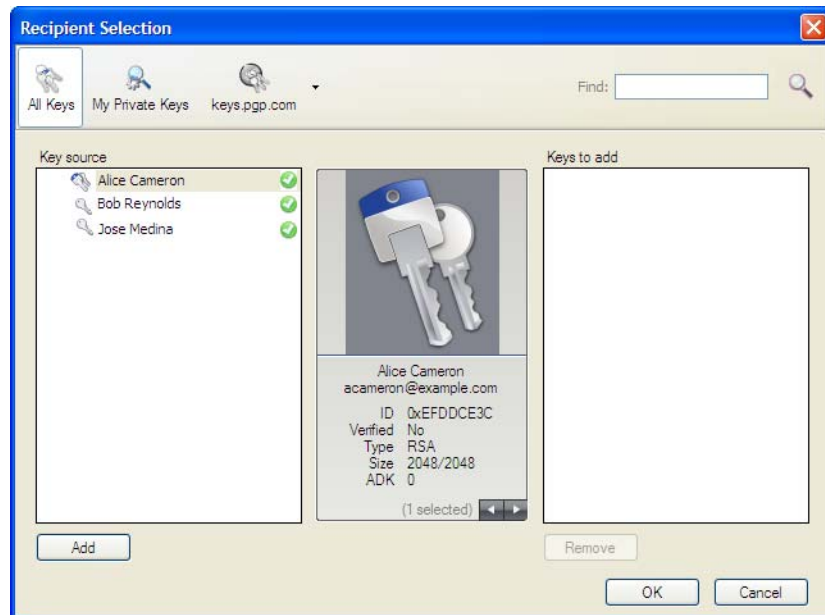 Recipient Selection
All Keys
My Private Keys
keys.pgp.com
Find:
Key source
Alice Cameron
Bob Reynolds
Jose Medina
Alice Cameron
acameron@example.com
ID 0xEFDDCE3C
Verified No
Type RSA
Size 2048/2048
ADK 0
(1 selected)
Keys to add
Add
Remove
OK
Cancel